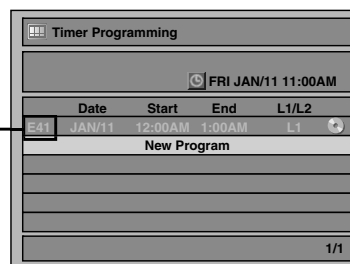 Timer Programming
FRI JAN/11 11:00AM
Date Start End L1/L2
E41 JAN/11 12:00AM 1:00AM L1
New Program
1/1